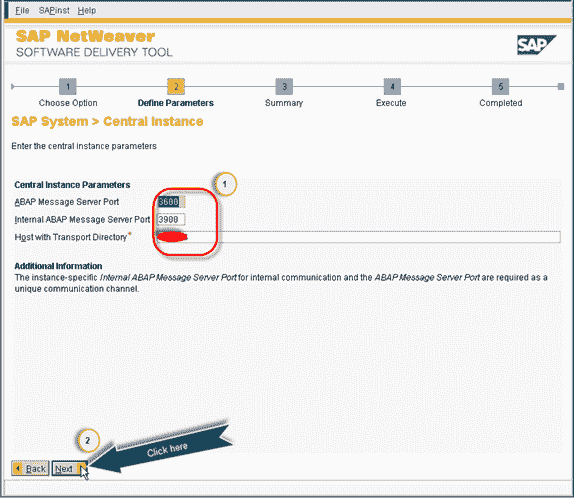 File SAPinst Help
SAP NetWeaver
SOFTWARE DELIVERY TOOL
SAP
1 2 3 4 5
Choose Option Define Parameters Summary Execute Completed
SAP System > Central Instance
Enter the central instance parameters
Central Instance Parameters
1
ABAP Message Server Port 3600
Internal ABAP Message Server Port 3900
Host with Transport Directory*
Additional Information
The instance-specific Internal ABAP Message Server Port for internal communication and the ABAP Message Server Port are required as a
unique communication channel.
2
Click here
Back Next